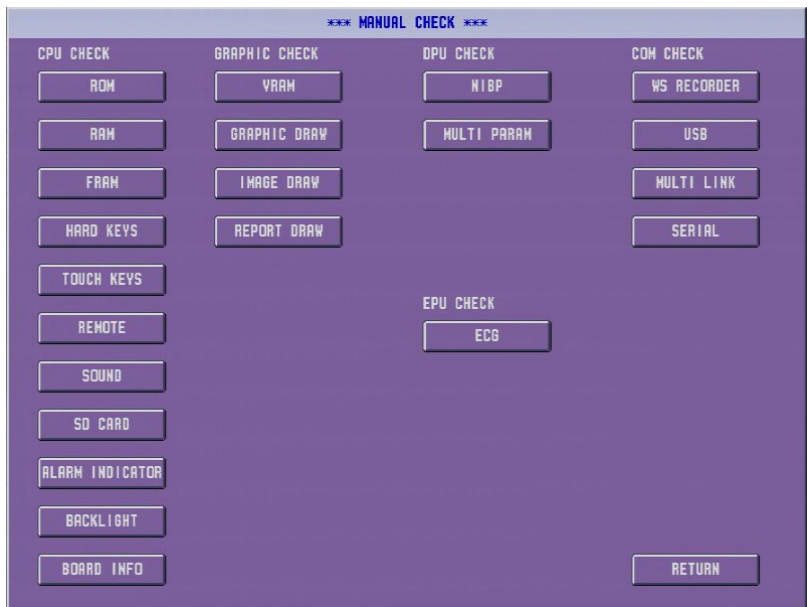 *** MANUAL CHECK ***
CPU CHECK
ROM
RAM
FRAM
HARD KEYS
TOUCH KEYS
REMOTE
SOUND
SD CARD
ALARM INDICATOR
BACKLIGHT
BOARD INFO
GRAPHIC CHECK
VRAM
GRAPHIC DRAW
IMAGE DRAW
REPORT DRAW
DPU CHECK
NIBP
MULTI PARAM
EPU CHECK
ECG
COM CHECK
WS RECORDER
USB
MULTI LINK
SERIAL
RETURN